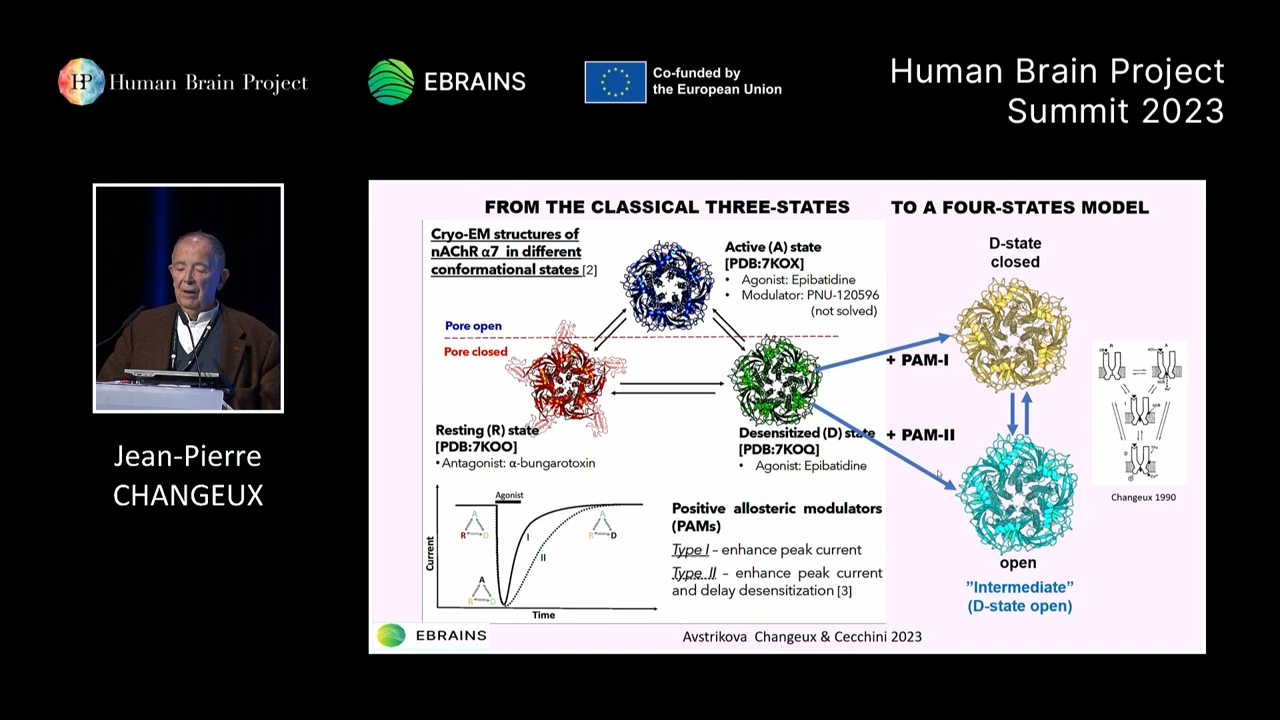 HP Human Brain Project
EBRAINS
Co-funded by
the European Union
Human Brain Project
Summit 2023
Jean-Pierre
CHANGEUX
FROM THE CLASSICAL THREE-STATES
TO A FOUR-STATES MODEL
Cryo-EM structures of
nAChR α7 in different
conformational states [2]
Active (A) state
[PDB:7KOX]
• Agonist: Epibatidine
• Modulator: PNU-120596
(not solved)
Pore open
Pore closed
Resting (R) state
[PDB:7KOO]
• Antagonist: α-bungarotoxin
Desensitized (D) state
[PDB:7KOQ]
• Agonist: Epibatidine
D-state
closed
+ PAM-I
+ PAM-II
open
"Intermediate"
(D-state open)
Changeux 1990
Agonist
A
R D
A
R D
A
R D
I
II
Current
Time
Positive allosteric modulators
(PAMs)
Type I – enhance peak current
Type II – enhance peak current
and delay desensitization [3]
EBRAINS
Avstrikova Changeux & Cecchini 2023